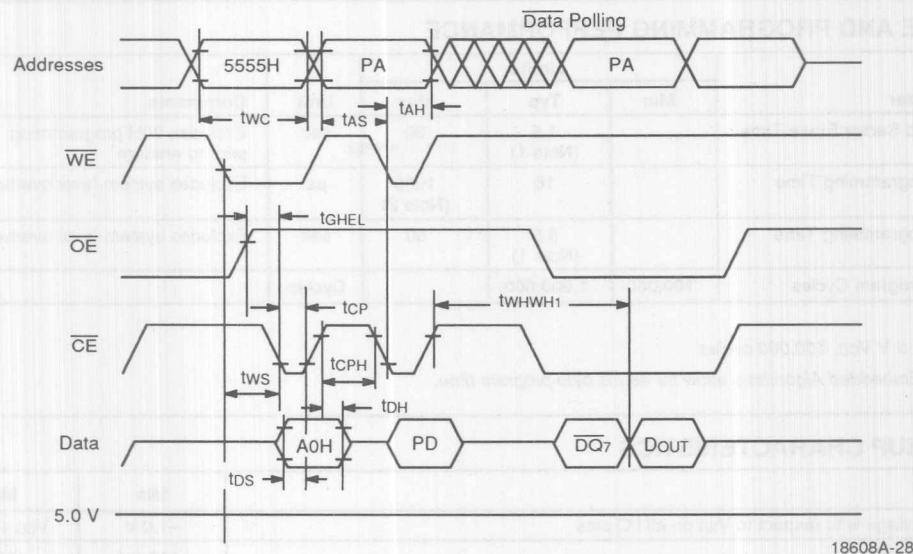 Data Polling
Addresses
5555H
PA
PA
tWC
tAS
tAH
WE
tGHEL
OE
tWHWH1
tCP
CE
tCPH
tWS
tDH
Data
A0H
PD
DQ7
DOUT
tDS
5.0 V
18608A-28